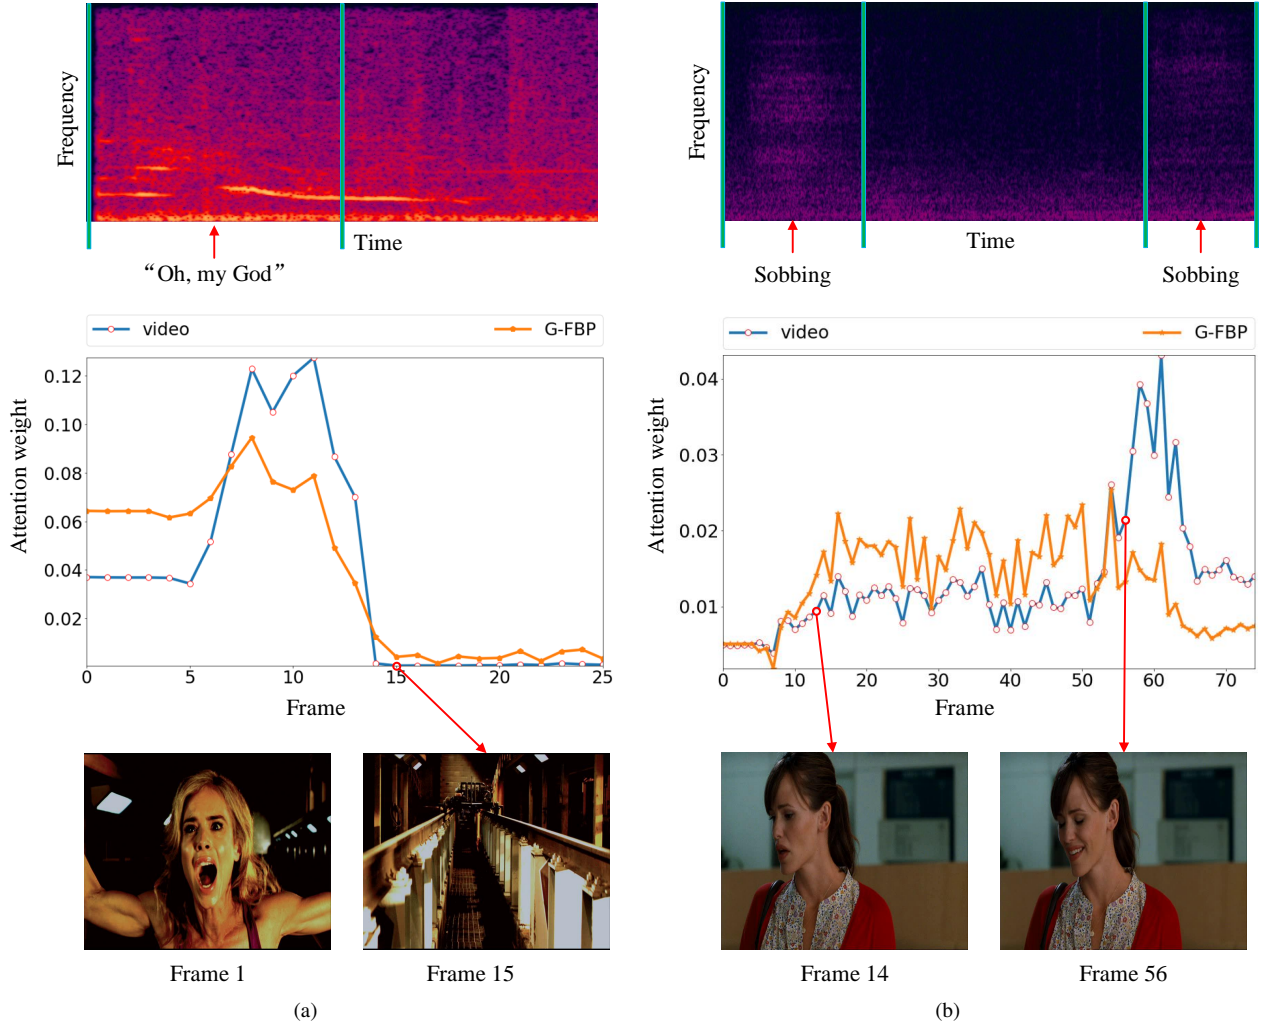 Frequency
Time
“Oh, my God”
Frequency
Time
Sobbing
Sobbing
video
G-FBP
Attention weight
0.12
0.10
0.08
0.06
0.04
0.02
0 5 10 15 20 25
Frame
video
G-FBP
Attention weight
0.04
0.03
0.02
0.01
0 10 20 30 40 50 60 70
Frame
Frame 1
Frame 15
Frame 14
Frame 56
(a)
(b)